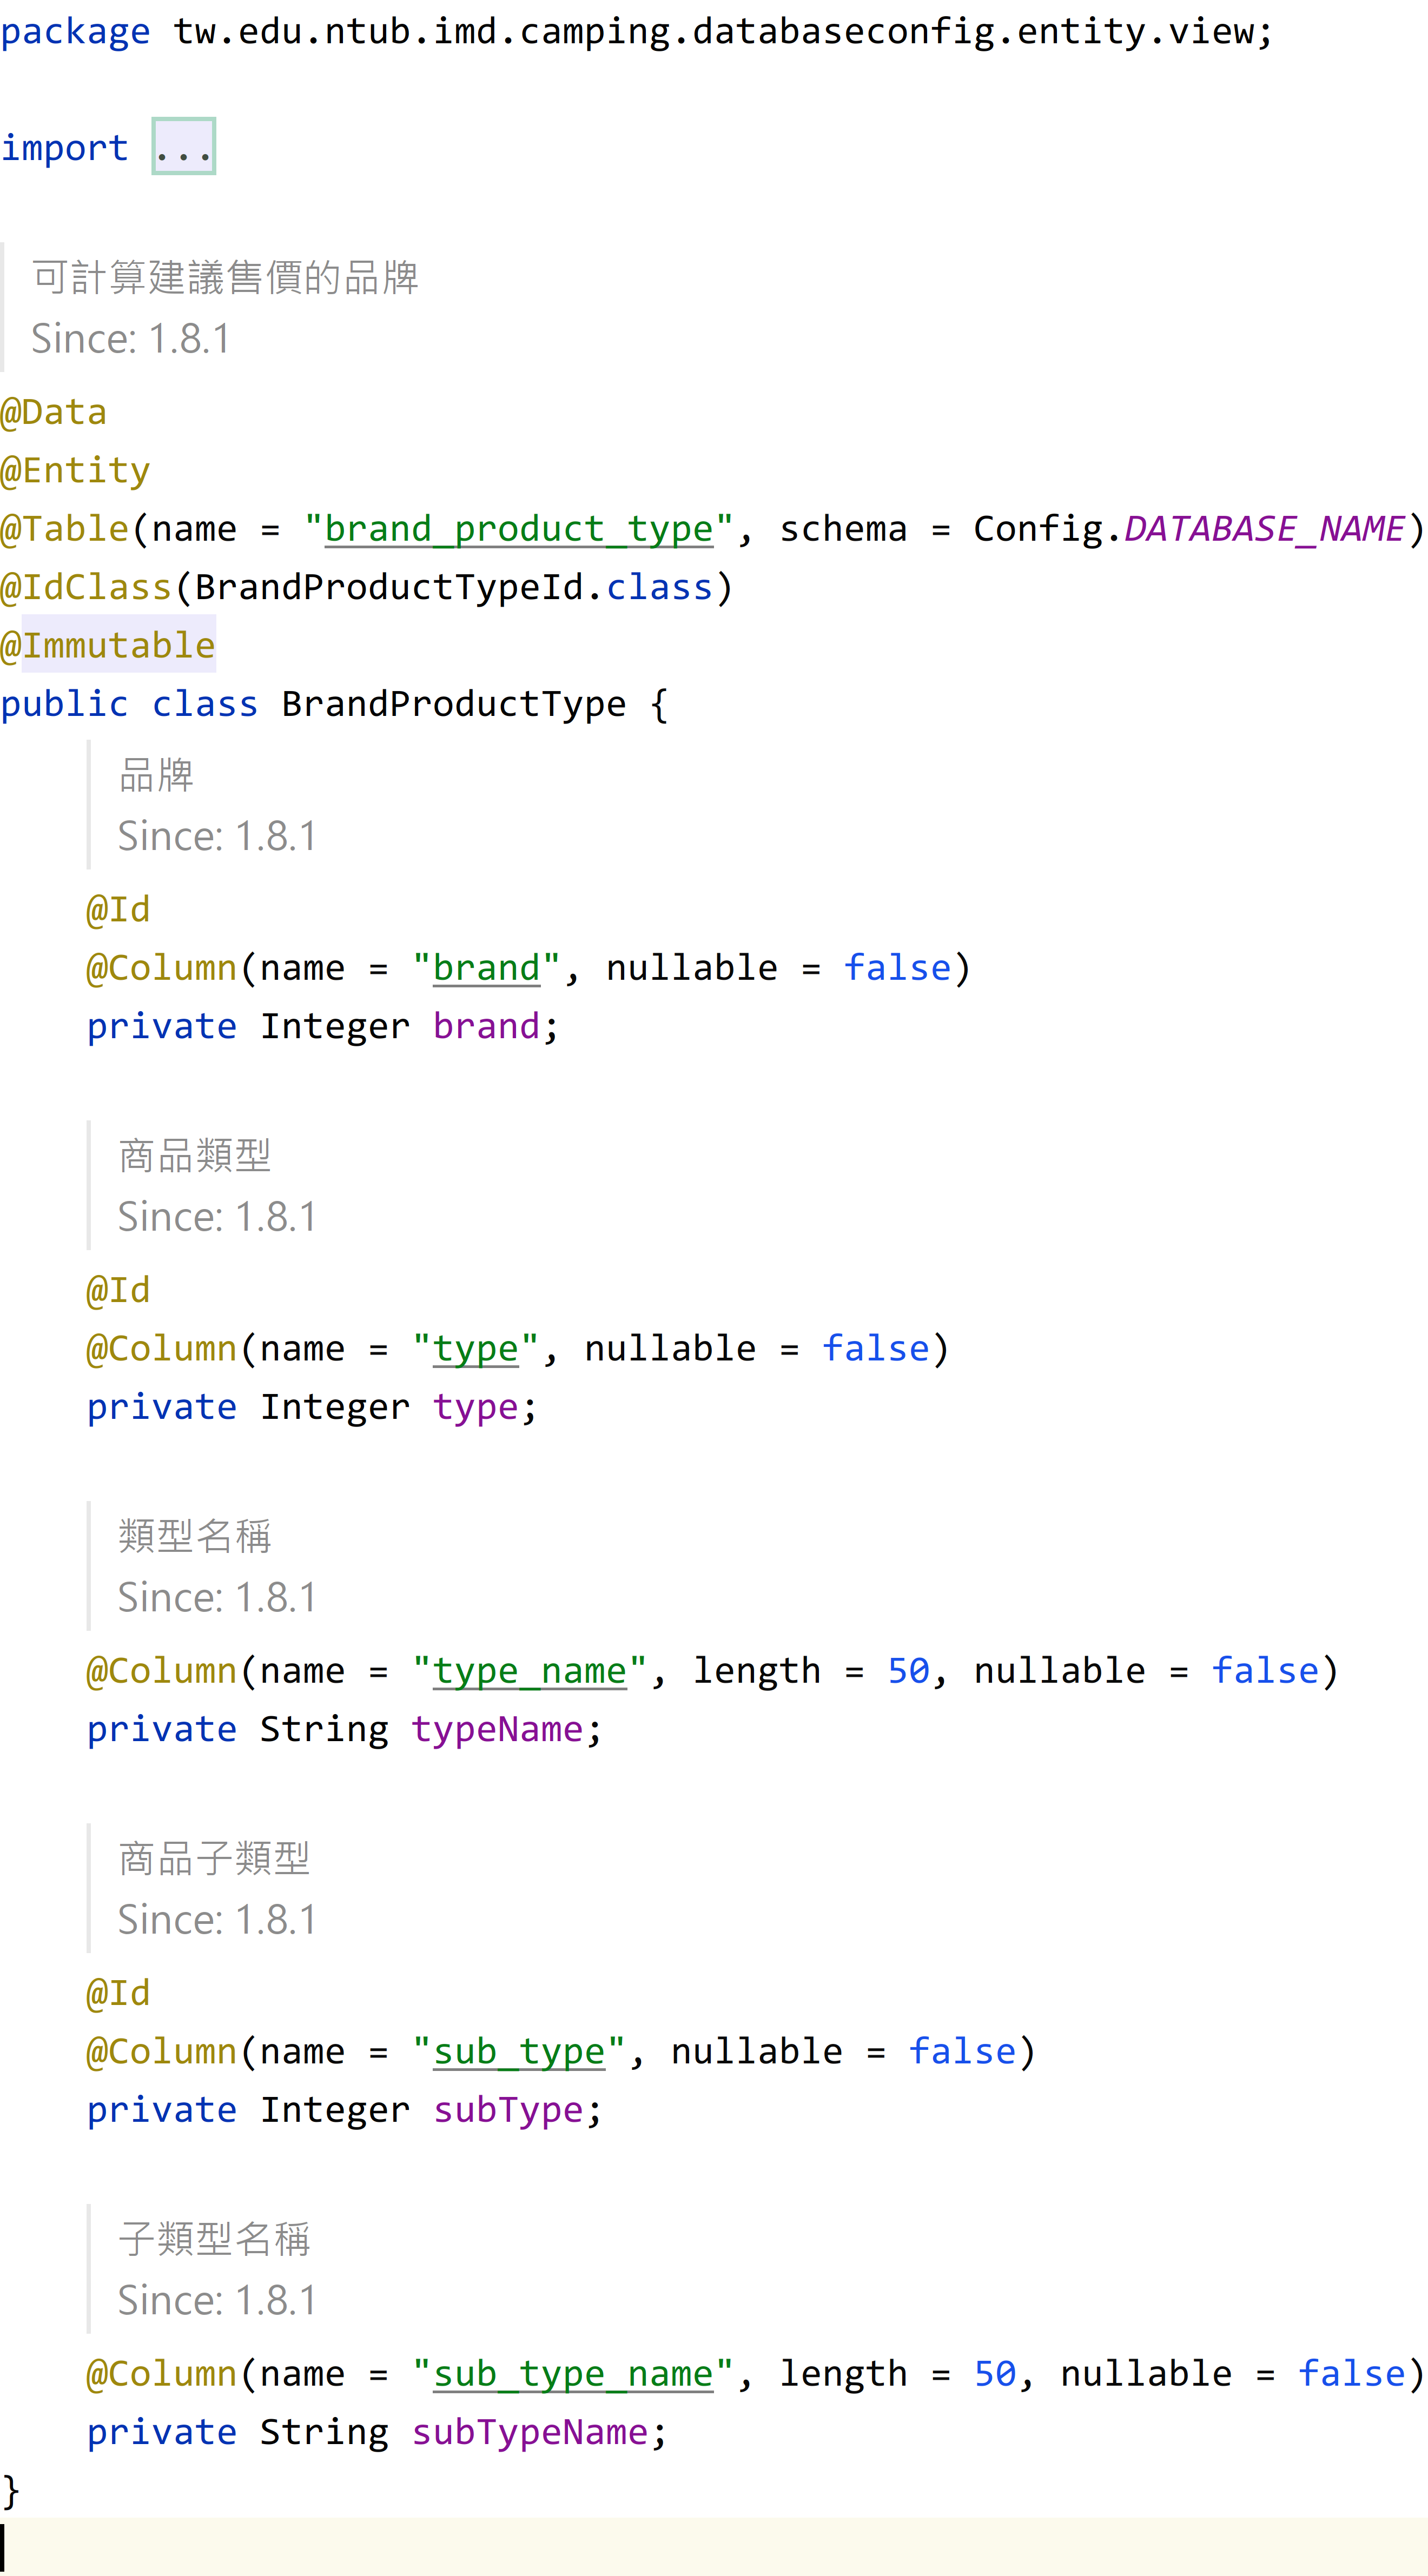 package tw.edu.ntub.imd.camping.databaseconfig.entity.view;
import ...
可計算建議售價的品牌
Since: 1.8.1
@Data
@Entity
@Table(name = "brand_product_type", schema = Config.DATABASE_NAME)
@IdClass(BrandProductTypeId.class)
@Immutable
public class BrandProductType {
品牌
Since: 1.8.1
@Id
@Column(name = "brand", nullable = false)
private Integer brand;
商品類型
Since: 1.8.1
@Id
@Column(name = "type", nullable = false)
private Integer type;
類型名稱
Since: 1.8.1
@Column(name = "type_name", length = 50, nullable = false)
private String typeName;
商品子類型
Since: 1.8.1
@Id
@Column(name = "sub_type", nullable = false)
private Integer subType;
子類型名稱
Since: 1.8.1
@Column(name = "sub_type_name", length = 50, nullable = false)
private String subTypeName;
}